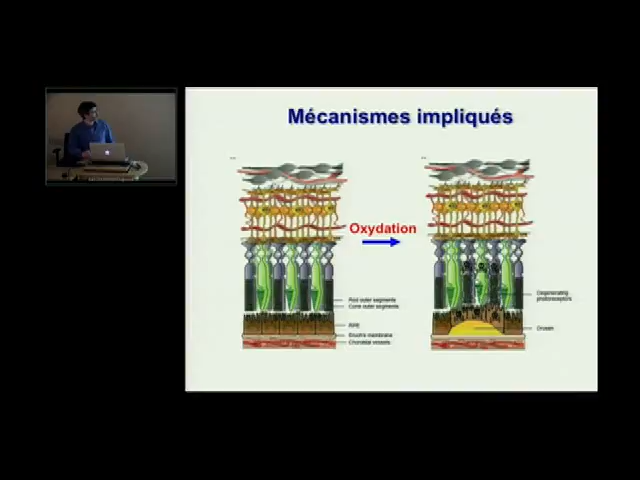 Mécanismes impliqués
Oxydation
Rod outer segments
Cone outer segments
RPE
Bruchs membrane
Choroidal vessels
Degenerating
photoreceptors
Drusen